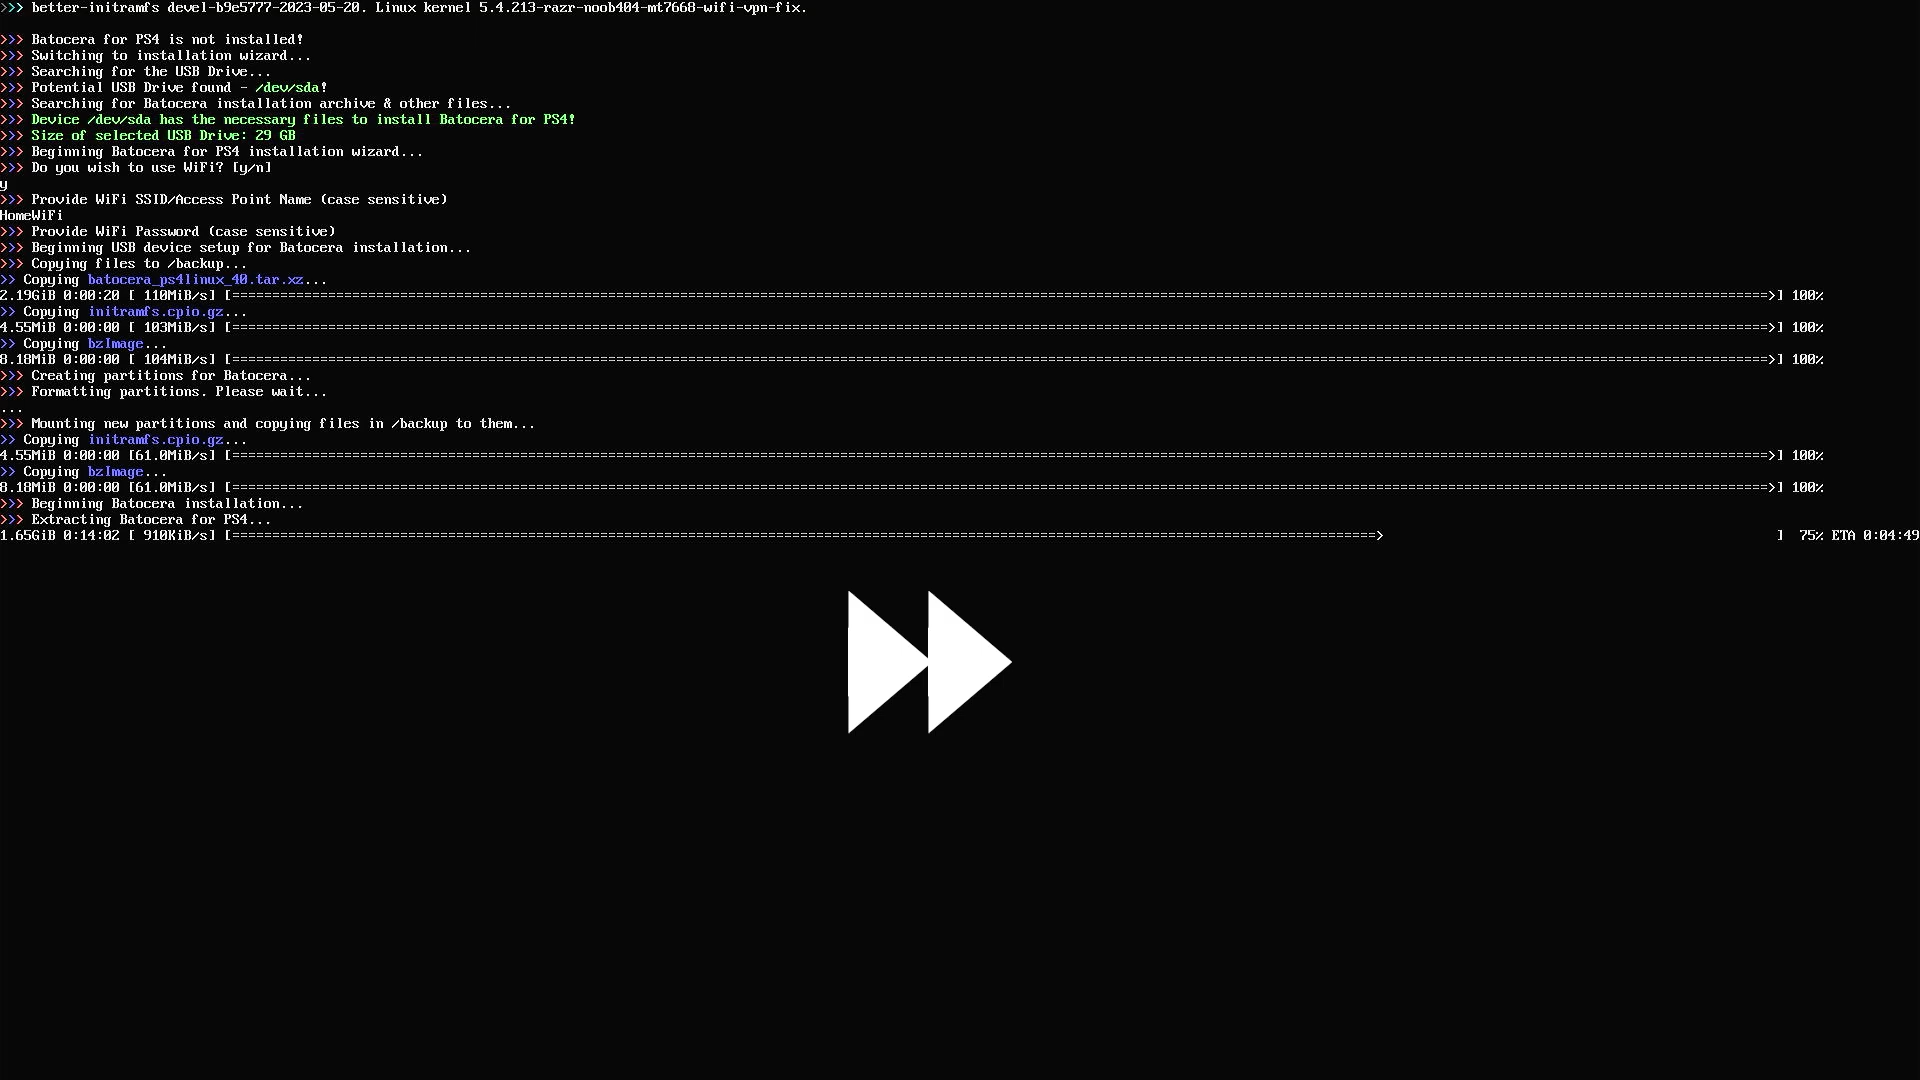 >>> better-initramfs devel-b9e5777-2023-05-20. Linux kernel 5.4.213-razr-noob404-mt7668-wifi-vpn-fix.
>>> Batocera for PS4 is not installed!
>>> Switching to installation wizard...
>>> Searching for the USB Drive...
>>> Potential USB Drive found - /dev/sda!
>>> Searching for Batocera installation archive & other files...
>>> Device /dev/sda has the necessary files to install Batocera for PS4!
>>> Size of selected USB Drive: 29 GB
>>> Beginning Batocera for PS4 installation wizard...
>>> Do you wish to use WiFi? [y/n]
y
>>> Provide WiFi SSID/Access Point Name (case sensitive)
HomeWiFi
>>> Provide WiFi Password (case sensitive)
>>> Beginning USB device setup for Batocera installation...
>>> Copying files to /backup...
>> Copying batocera_ps4linux_40.tar.xz...
2.19GiB 0:00:20 [ 110MiB/s] [================================>] 100%
>> Copying initramfs.cpio.gz...
4.55MiB 0:00:00 [ 103MiB/s] [================================>] 100%
>> Copying bzImage...
8.18MiB 0:00:00 [ 104MiB/s] [================================>] 100%
>>> Creating partitions for Batocera...
>>> Formatting partitions. Please wait...
...
>>> Mounting new partitions and copying files in /backup to them...
>> Copying initramfs.cpio.gz...
4.55MiB 0:00:00 [61.0MiB/s] [================================>] 100%
>> Copying bzImage...
8.18MiB 0:00:00 [61.0MiB/s] [================================>] 100%
>>> Beginning Batocera installation...
>>> Extracting Batocera for PS4...
1.65GiB 0:14:02 [ 910KiB/s] [========================>        ]  75% ETA 0:04:49